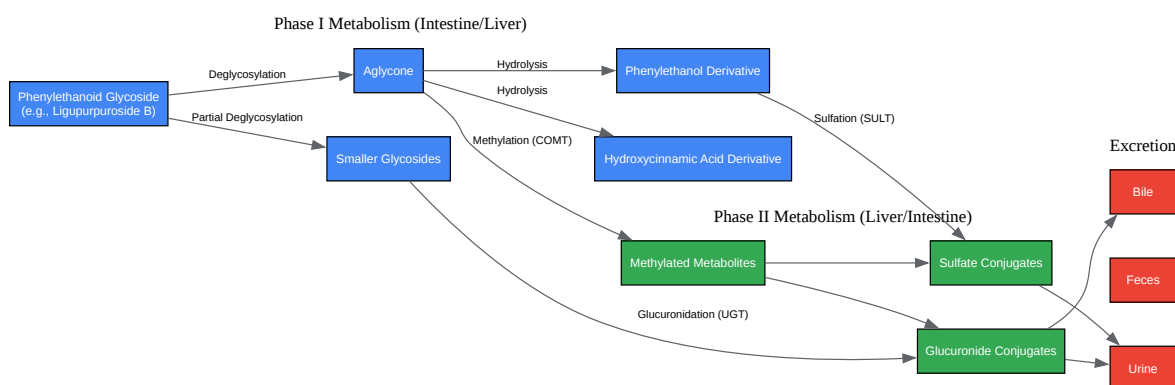 Phase I Metabolism (Intestine/Liver)
Deglycosylation
Aglycone
Hydrolysis
Phenylethanol Derivative
Phenylethanoid Glycoside
(e.g., Ligupurpuroside B)
Hydrolysis
Partial Deglycosylation
Sulfation (SULT)
Methylation (COMT)
Smaller Glycosides
Hydroxycinnamic Acid Derivative
Excretion
Bile
Phase II Metabolism (Liver/Intestine)
Methylated Metabolites
Sulfate Conjugates
Feces
Glucuronidation (UGT)
Glucuronide Conjugates
Urine